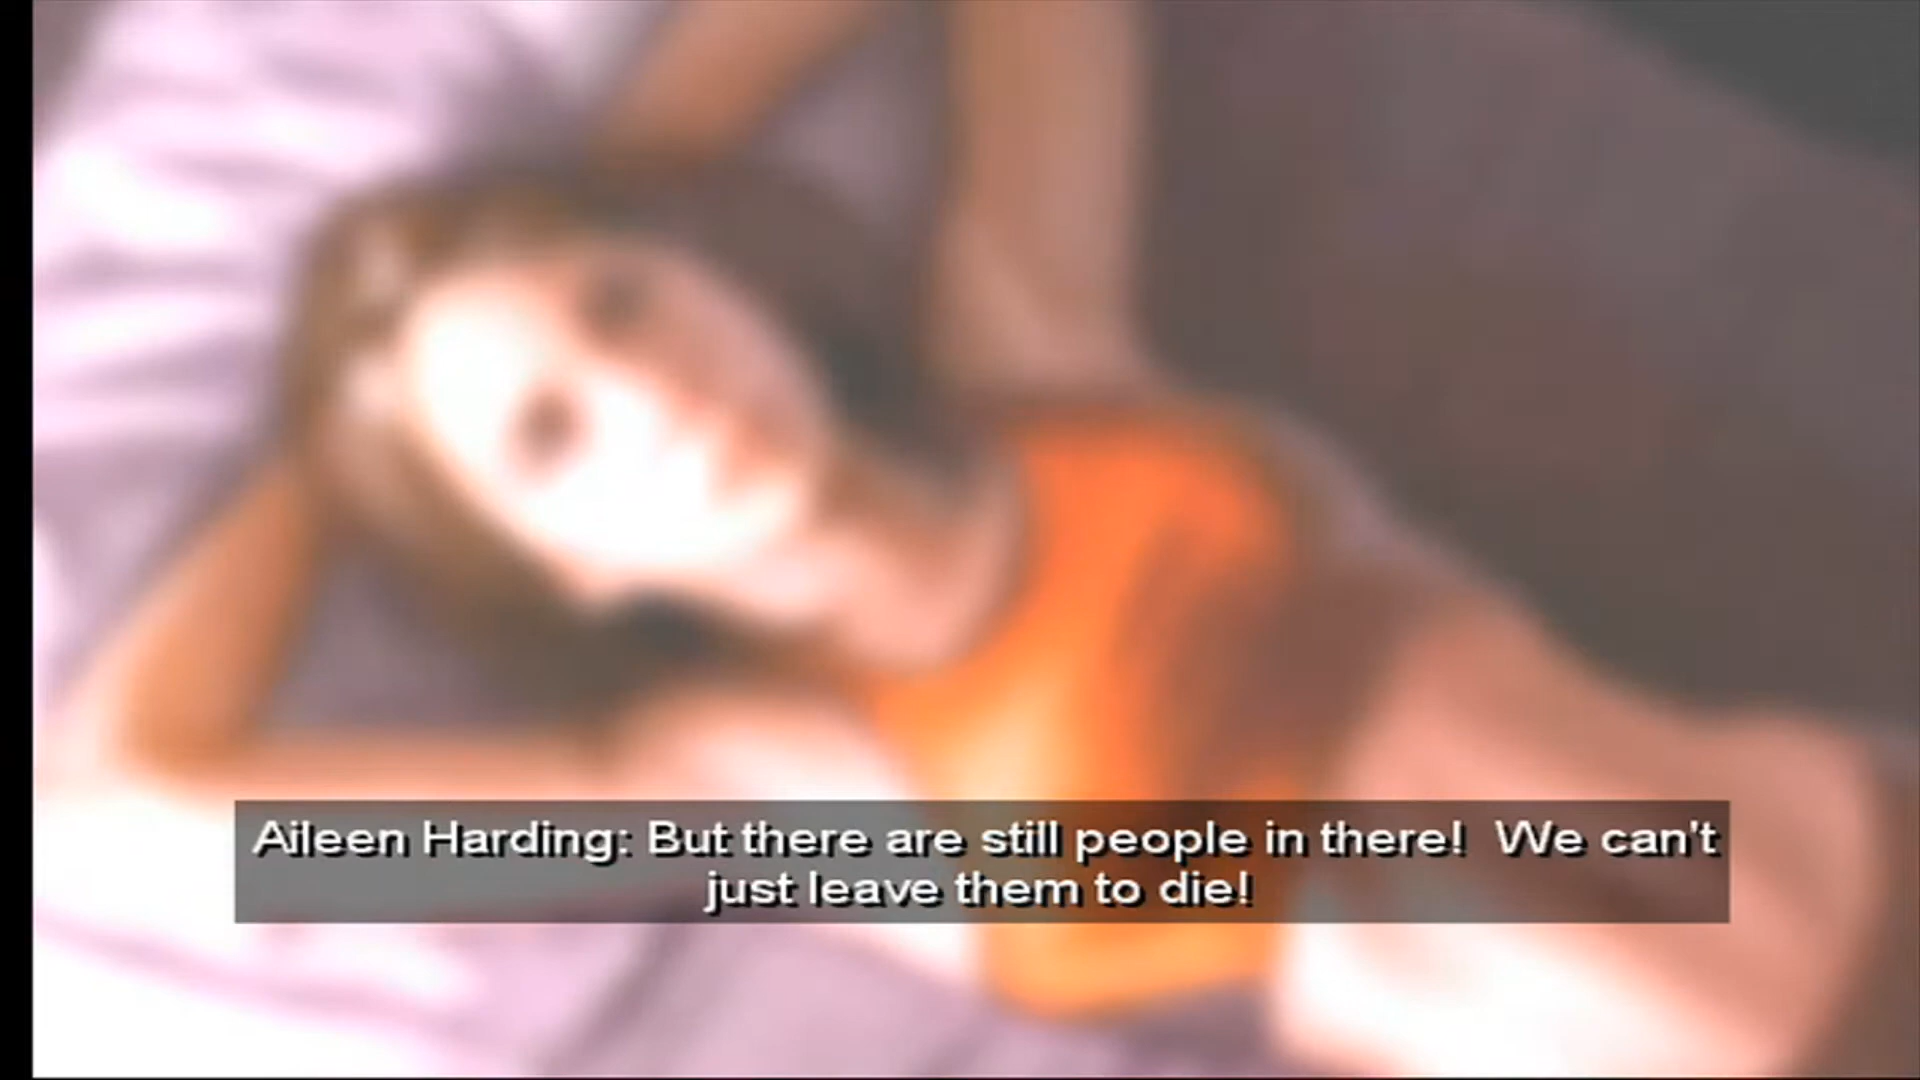 Aileen Harding: But there are still people in there!  We can't
just leave them to die!